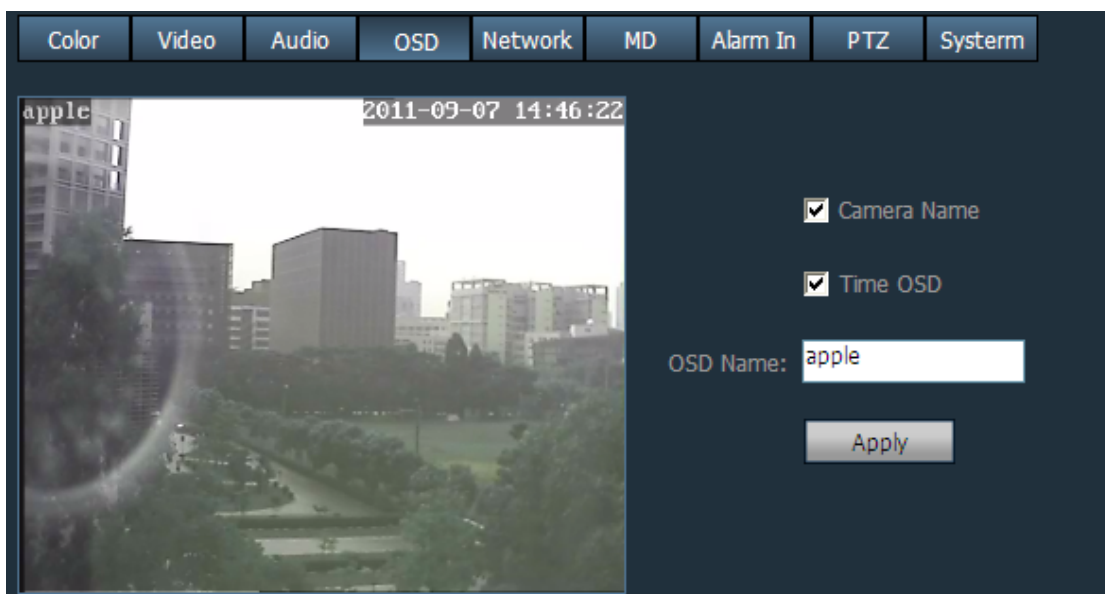 Color Video Audio OSD Network MD Alarm In PTZ Systerm
apple 2011-09-07 14:46:22
Camera Name
Time OSD
OSD Name: apple
Apply